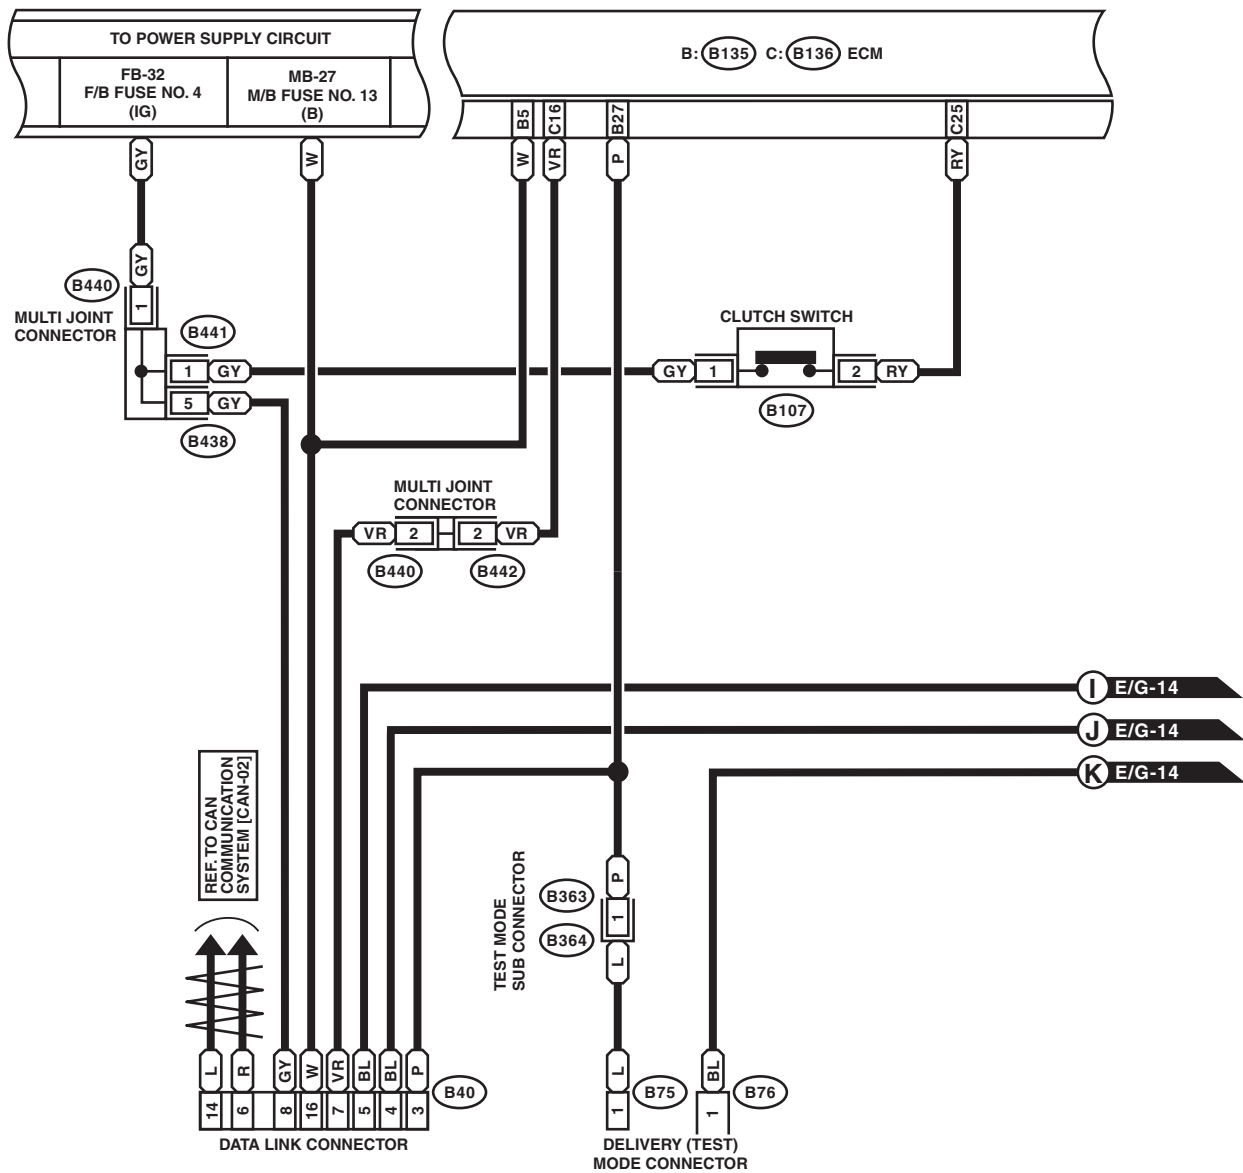 TO POWER SUPPLY CIRCUIT
FB-32
F/B FUSE NO. 4
(IG)
MB-27
M/B FUSE NO. 13
(B)
B: B135 C: B136 ECM
B5
C16
B27
C25
GY
W
W
VR
P
RY
GY
B440
1
MULTI JOINT
CONNECTOR
B441
1 GY
5 GY
B438
CLUTCH SWITCH
GY 1
2 RY
B107
MULTI JOINT
CONNECTOR
VR 2
2 VR
B440
B442
I E/G-14
J E/G-14
K E/G-14
REF. TO CAN
COMMUNICATION
SYSTEM [CAN-02]
TEST MODE
SUB CONNECTOR
P
B363
1
B364
L
L
R
GY
W
VR
BL
BL
P
B40
14
6
8
16
7
5
4
3
DATA LINK CONNECTOR
L
B75
1
BL
B76
1
DELIVERY (TEST)
MODE CONNECTOR